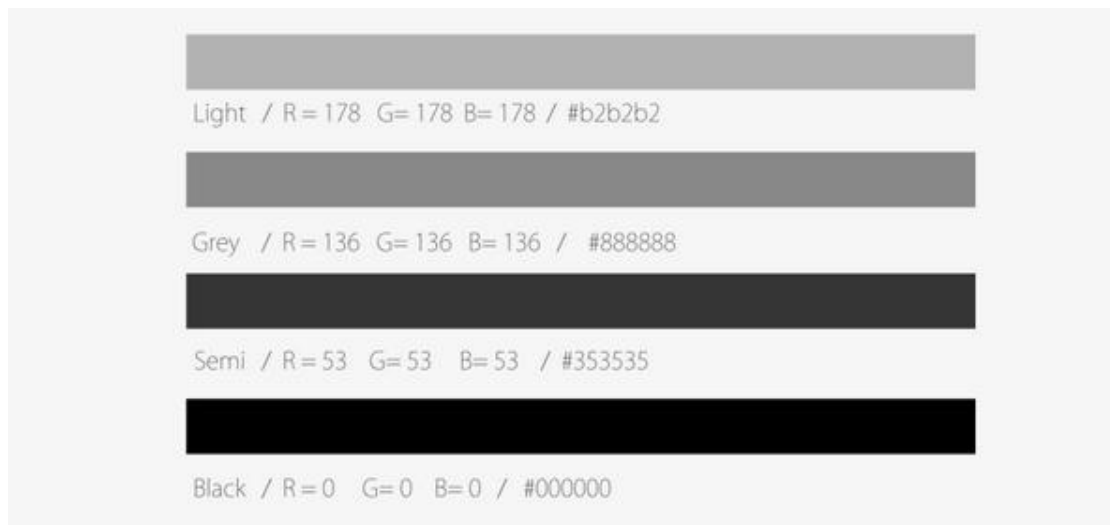 Light / R = 178 G= 178 B= 178 / #b2b2b2
Grey / R = 136 G= 136 B= 136 / #888888
Semi / R = 53 G= 53 B= 53 / #353535
Black / R = 0 G= 0 B= 0 / #000000